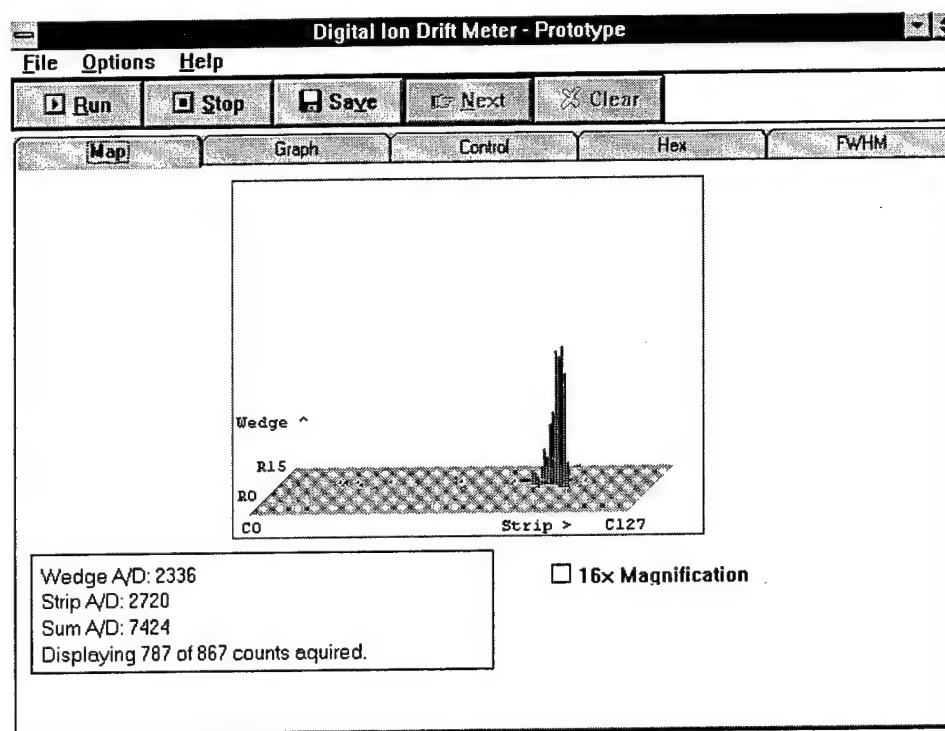 Digital Ion Drift Meter - Prototype
File Options Help
Run Stop Save Next Clear
Map Graph Control Hex FWHM
Wedge ^
R15
R0
C0 Strip > C127
Wedge A/D: 2336
Strip A/D: 2720
Sum A/D: 7424
Displaying 787 of 867 counts aquired.
16x Magnification